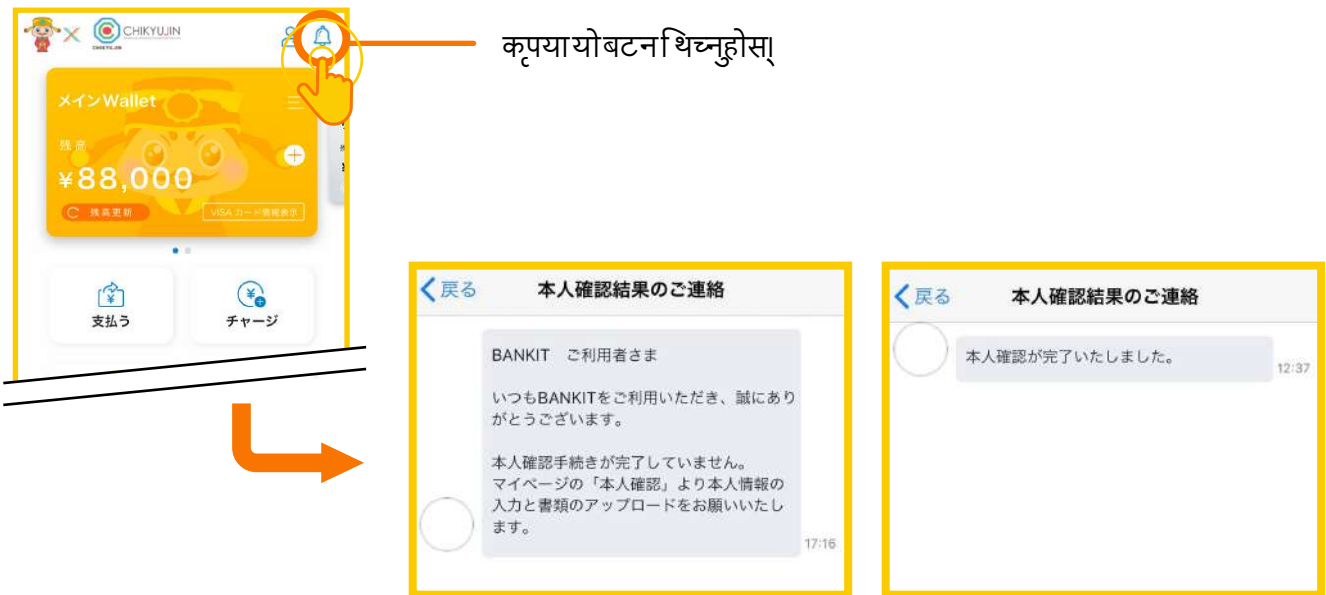 CHIKYUJIN
CHIKYUJIN
कृपया यो बटन थिच्नुहोस्।
メインWallet
残高
¥88,000
残高更新
VISA カード情報表示
支払う
チャージ
戻る
本人確認結果のご連絡
BANKIT　ご利用者さま
いつもBANKITをご利用いただき、誠にあり
がとうございます。
本人確認手続きが完了していません。
マイページの「本人確認」より本人情報の
入力と書類のアップロードをお願いいたし
ます。
17:16
戻る
本人確認結果のご連絡
本人確認が完了いたしました。
12:37